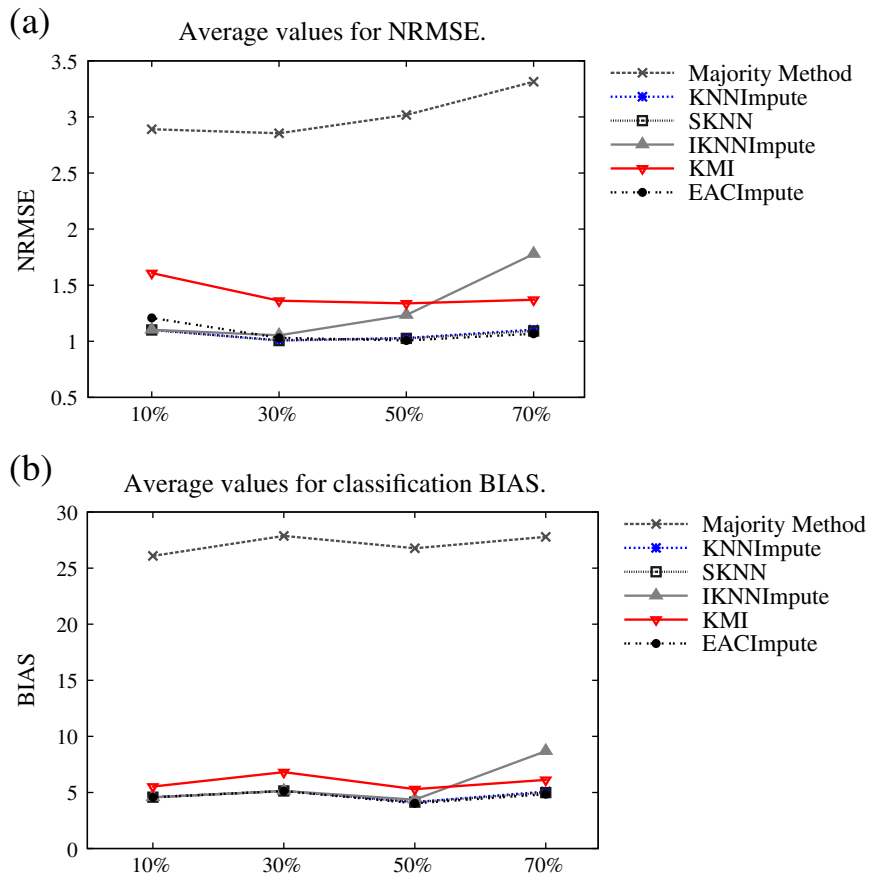 (a)
Average values for NRMSE.
3.5
3
2.5
2
1.5
1
0.5
NRMSE
10% 30% 50% 70%
Majority Method
KNNImpute
SKNN
IKNNImpute
KMI
EACImpute
(b)
Average values for classification BIAS.
30
25
20
15
10
5
0
BIAS
10% 30% 50% 70%
Majority Method
KNNImpute
SKNN
IKNNImpute
KMI
EACImpute